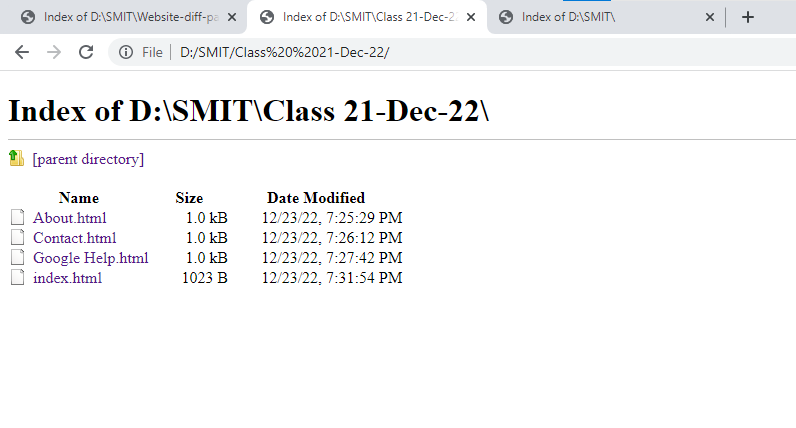 Index of D:\SMIT\Website-diff-pa
Index of D:\SMIT\Class 21-Dec-22
Index of D:\SMIT\
File D:/SMIT/Class%20%2021-Dec-22/
Index of D:\SMIT\Class 21-Dec-22\
[parent directory]
Name Size Date Modified
About.html 1.0 kB 12/23/22, 7:25:29 PM
Contact.html 1.0 kB 12/23/22, 7:26:12 PM
Google Help.html 1.0 kB 12/23/22, 7:27:42 PM
index.html 1023 B 12/23/22, 7:31:54 PM